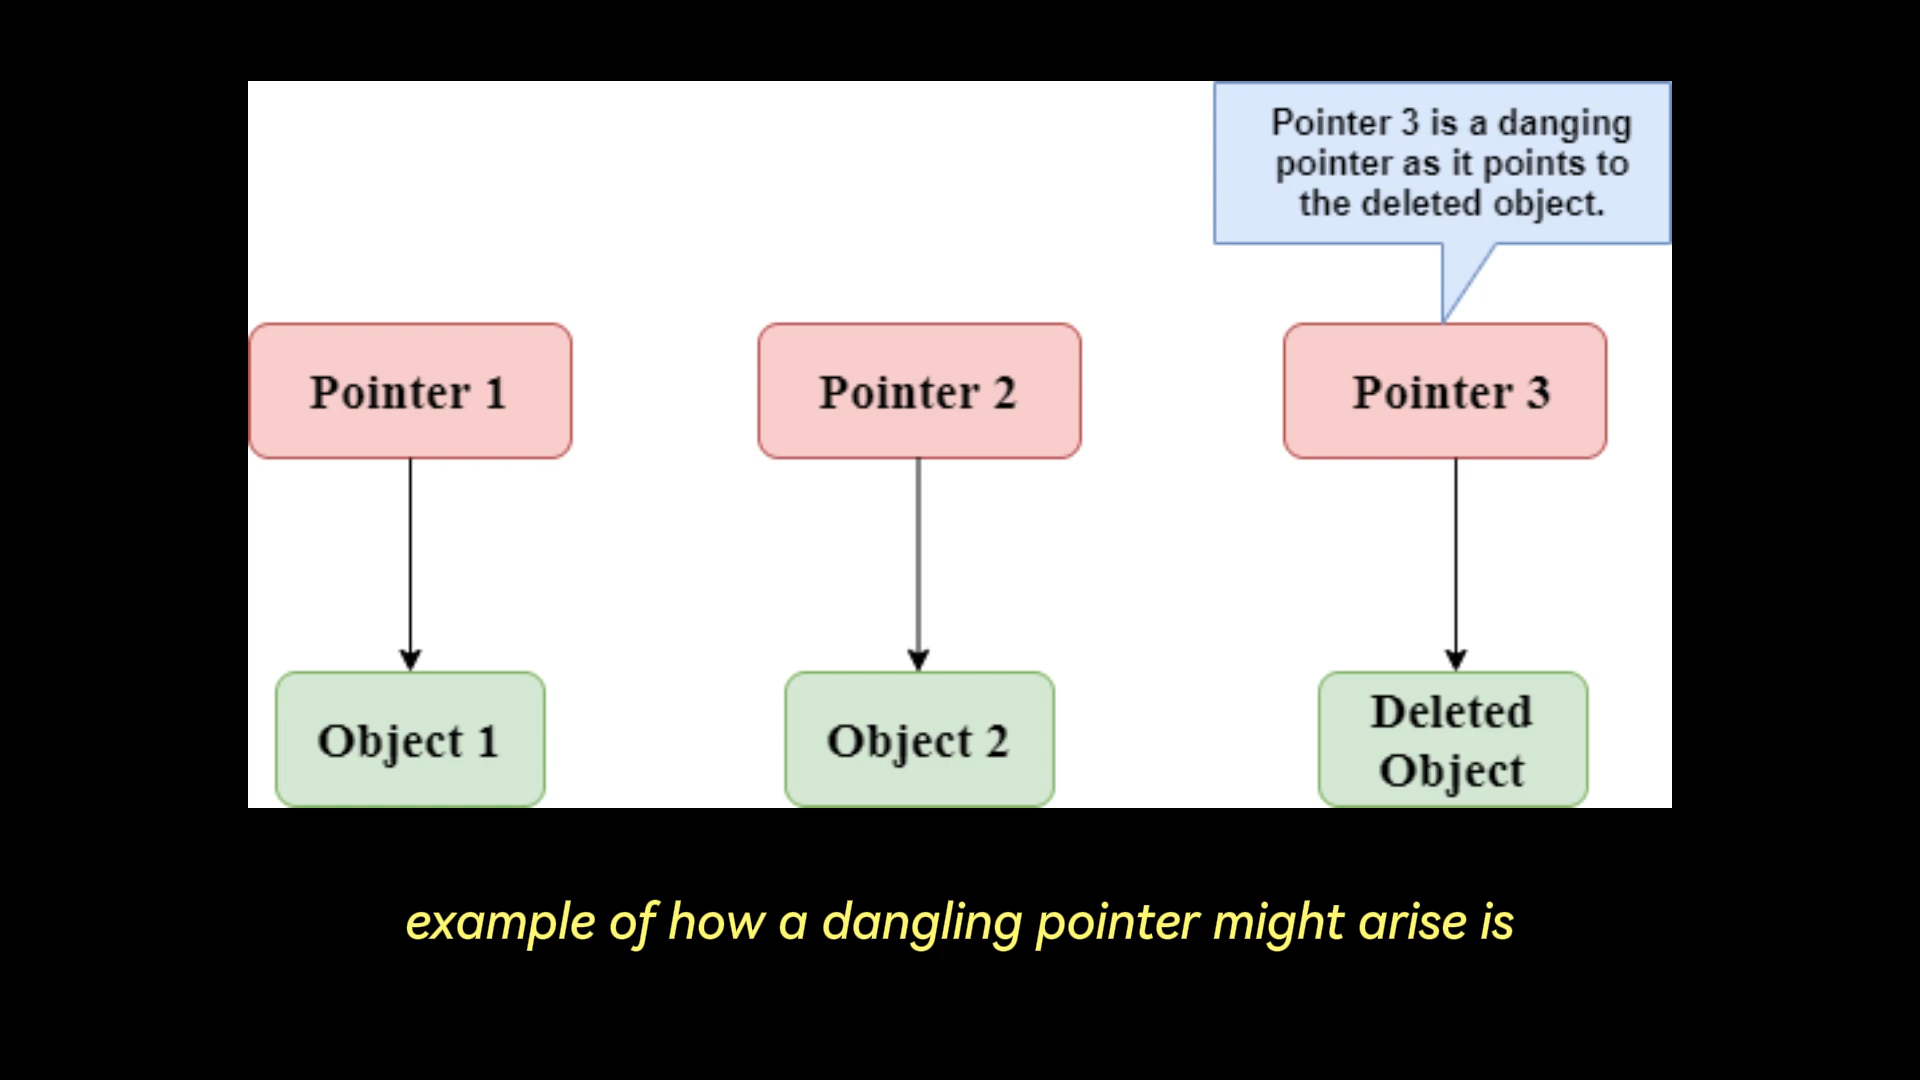 Pointer 3 is a danging
pointer as it points to
the deleted object.
Pointer 1
Pointer 2
Pointer 3
Object 1
Object 2
Deleted
Object
example of how a dangling pointer might arise is